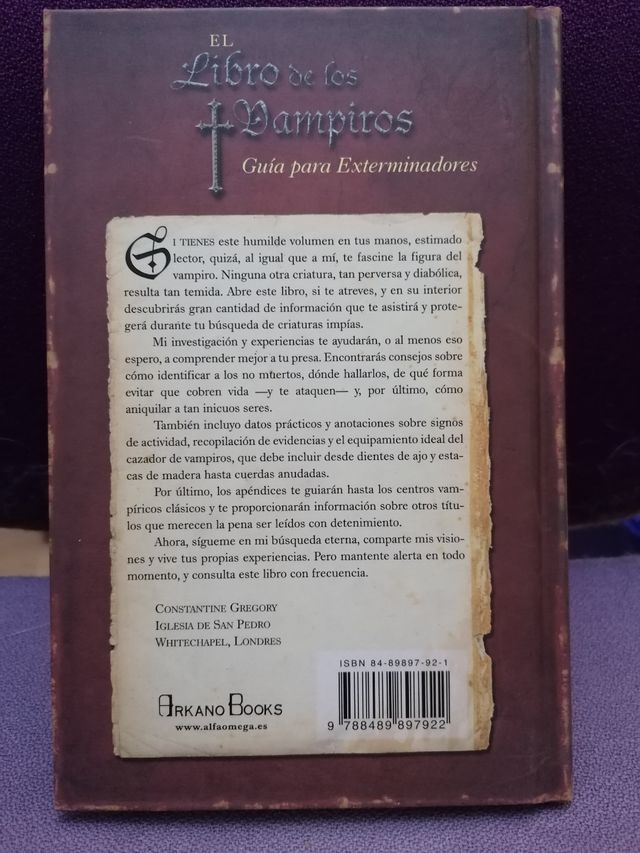 EL
Libro de los
Vampiros
Guía para Exterminadores
SI TIENES este humilde volumen en tus manos, estimado
lector, quizá, al igual que a mí, te fascine la figura del
vampiro. Ninguna otra criatura, tan perversa y diabólica,
resulta tan temida. Abre este libro, si te atreves, y en su interior
descubrirás gran cantidad de información que te asistirá y prote-
gerá durante tu búsqueda de criaturas impías.
Mi investigación y experiencias te ayudarán, o al menos eso
espero, a comprender mejor a tu presa. Encontrarás consejos sobre
cómo identificar a los no muertos, dónde hallarlos, de qué forma
evitar que cobren vida —y te ataquen— y, por último, cómo
aniquilar a tan inicuos seres.
También incluyo datos prácticos y anotaciones sobre signos
de actividad, recopilación de evidencias y el equipamiento ideal del
cazador de vampiros, que debe incluir desde dientes de ajo y esta-
cas de madera hasta cuerdas anudadas.
Por último, los apéndices te guiarán hasta los centros vam-
píricos clásicos y te proporcionarán información sobre otros títu-
los que merecen la pena ser leídos con detenimiento.
Ahora, sígueme en mi búsqueda eterna, comparte mis visio-
nes y vive tus propias experiencias. Pero mantente alerta en todo
momento, y consulta este libro con frecuencia.
CONSTANTINE GREGORY
IGLESIA DE SAN PEDRO
WHITECHAPEL, LONDRES
ARKANO BOOKS
www.alfaomega.es
ISBN 84-89897-92-1
9 788489 897922